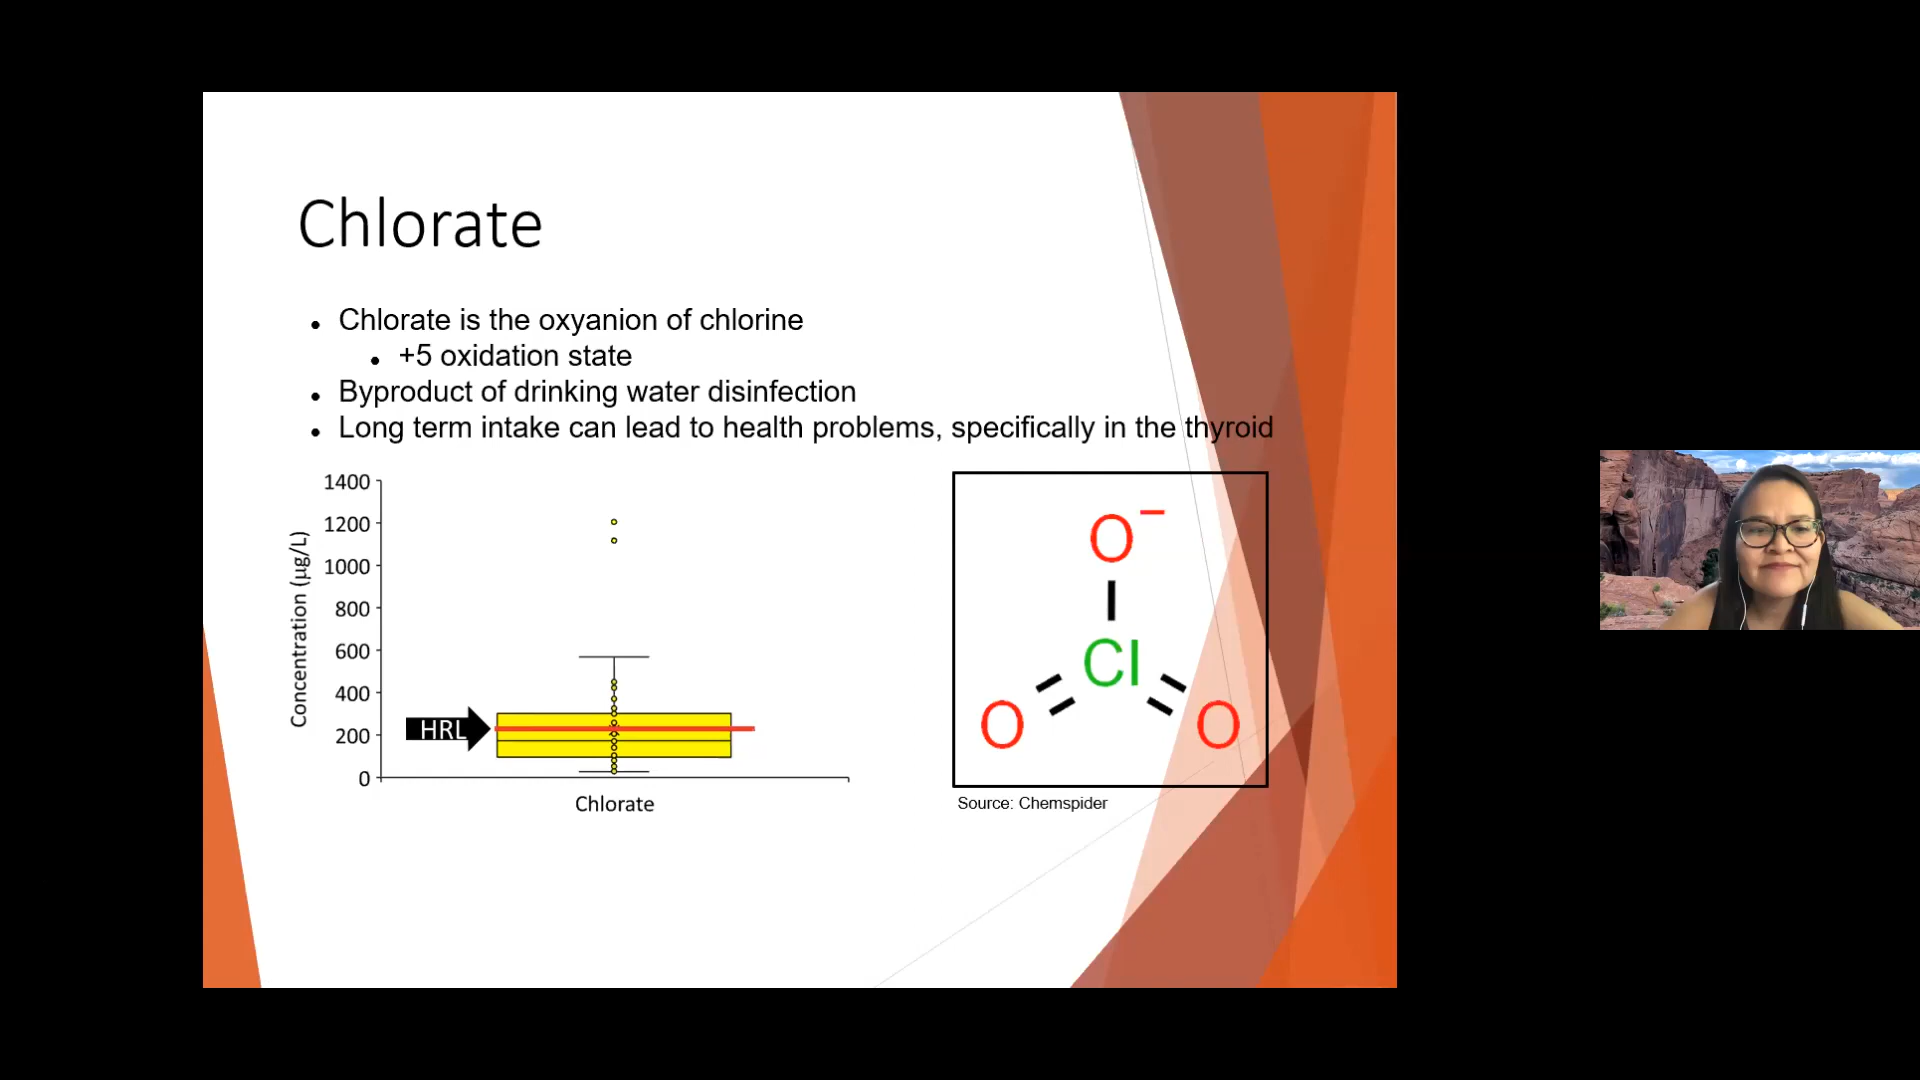 Chlorate
Chlorate is the oxyanion of chlorine
+5 oxidation state
Byproduct of drinking water disinfection
Long term intake can lead to health problems, specifically in the thyroid
Concentration (µg/L)
1400
1200
1000
800
600
400
200
0
HRL
Chlorate
O−
Cl
O
O
Source: Chemspider